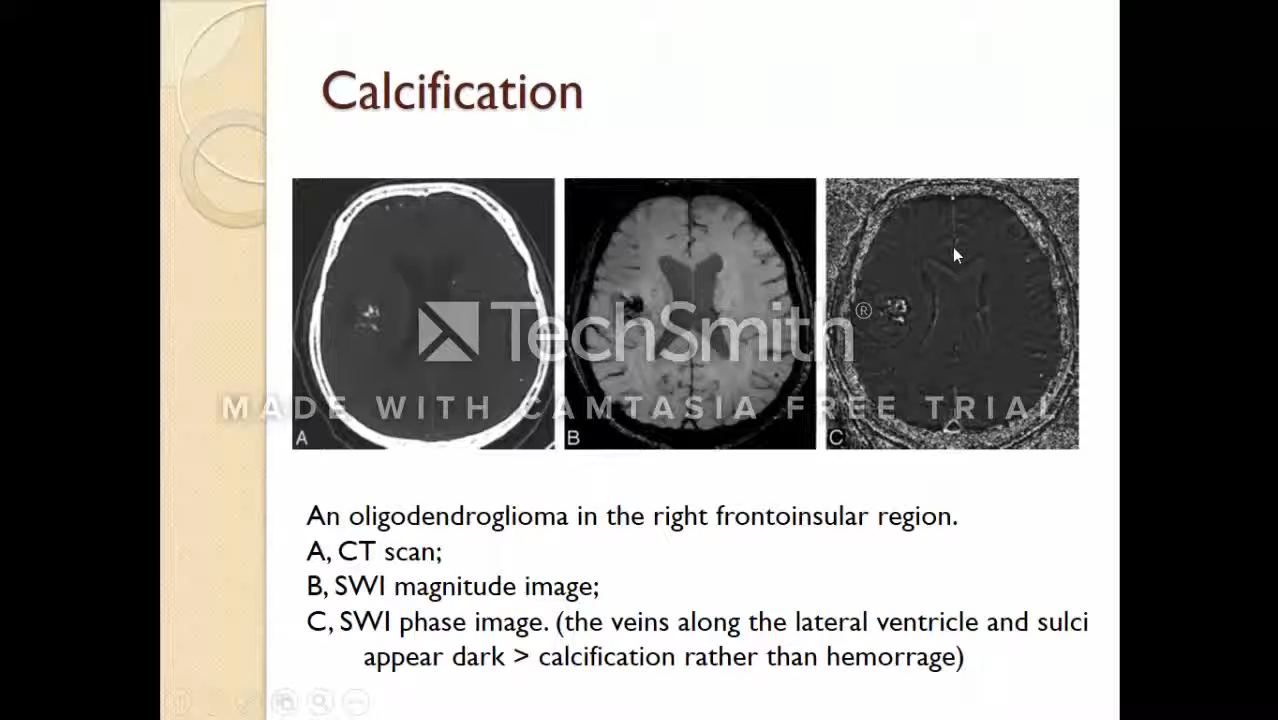 Calcification
TechSmith®
MADE WITH CAMTASIA FREE TRIAL
A
B
C
An oligodendroglioma in the right frontoinsular region.
A, CT scan;
B, SWI magnitude image;
C, SWI phase image. (the veins along the lateral ventricle and sulci
appear dark > calcification rather than hemorrage)